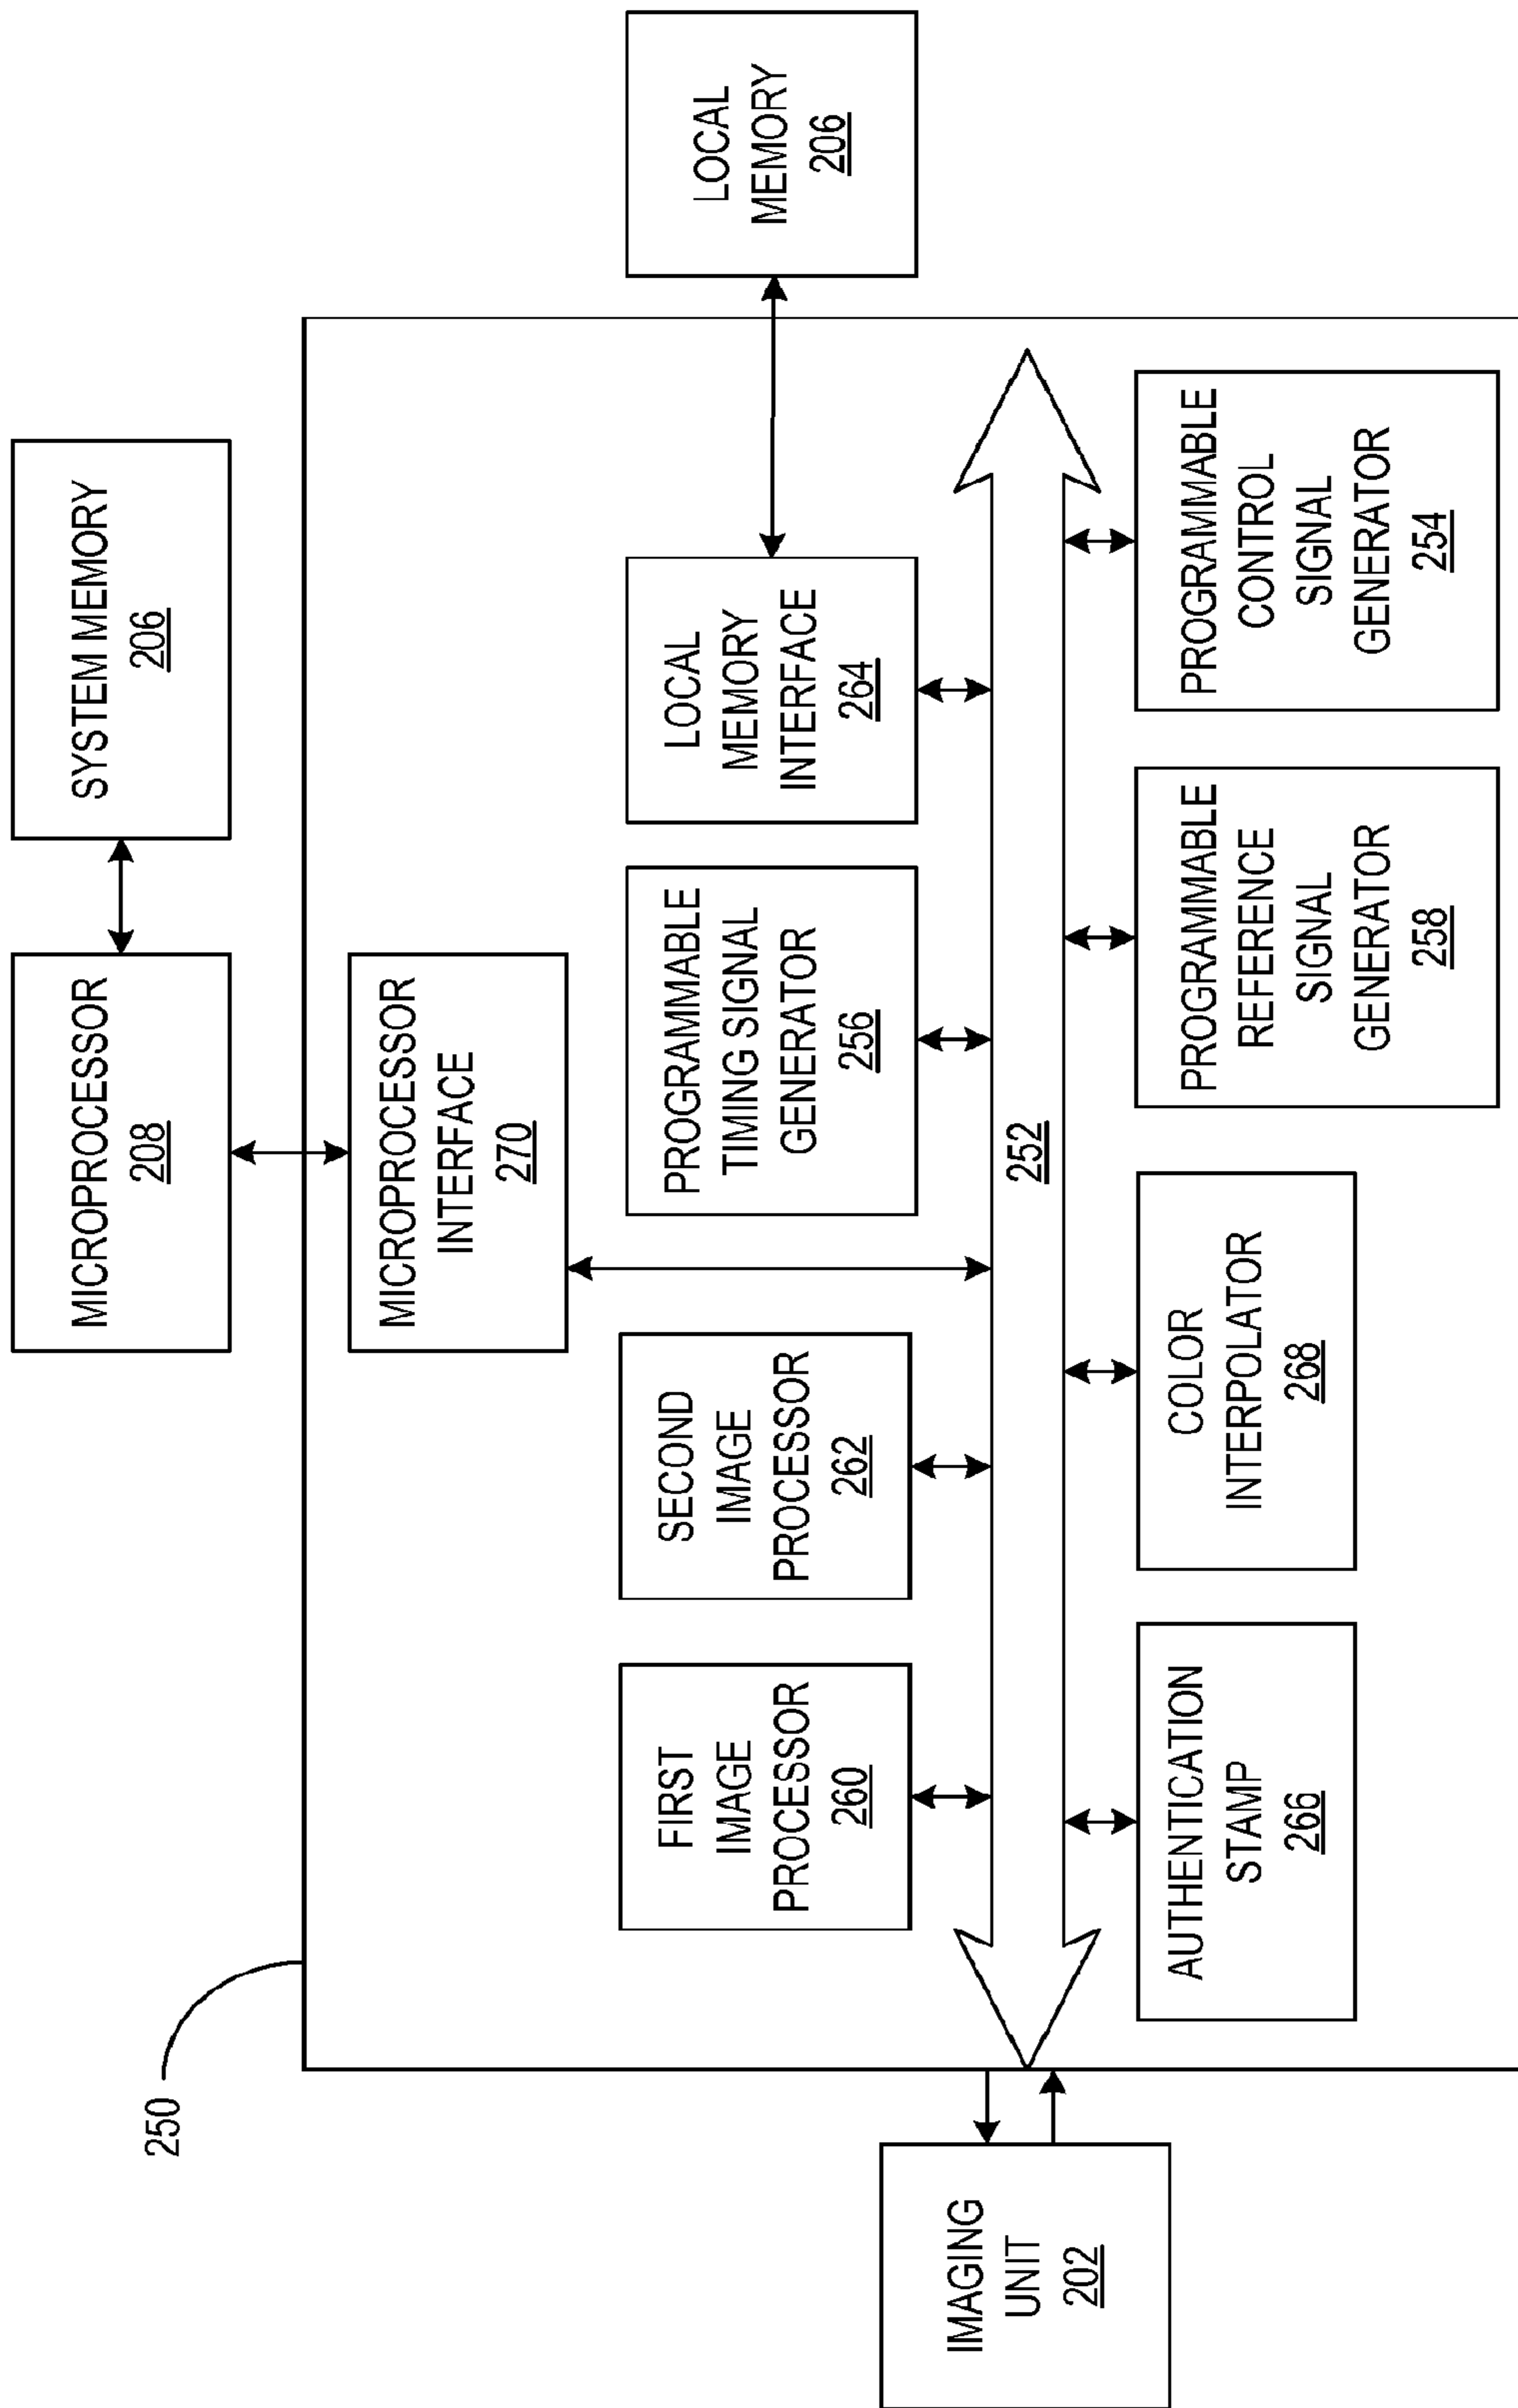 MICROPROCESSOR
208
SYSTEM MEMORY
206
250
MICROPROCESSOR
INTERFACE
270
FIRST
IMAGE
PROCESSOR
260
SECOND
IMAGE
PROCESSOR
262
PROGRAMMABLE
TIMING SIGNAL
GENERATOR
256
LOCAL
MEMORY
INTERFACE
264
LOCAL
MEMORY
206
IMAGING
UNIT
202
252
AUTHENTICATION
STAMP
266
COLOR
INTERPOLATOR
268
PROGRAMMABLE
REFERENCE
SIGNAL
GENERATOR
258
PROGRAMMABLE
CONTROL
SIGNAL
GENERATOR
254